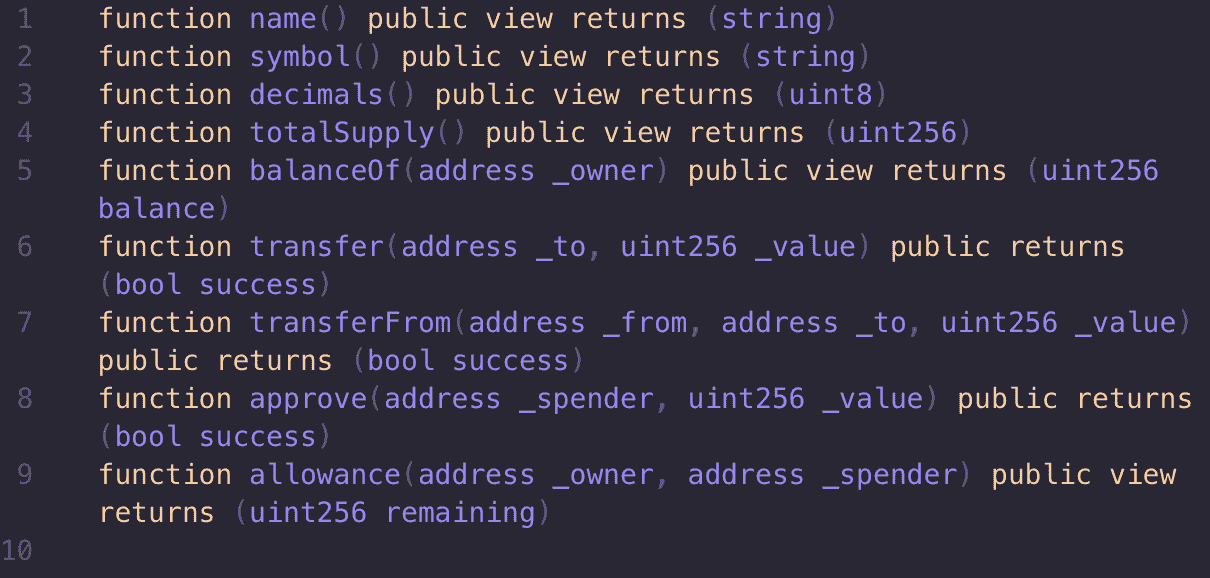 1 function name() public view returns (string)
2 function symbol() public view returns (string)
3 function decimals() public view returns (uint8)
4 function totalSupply() public view returns (uint256)
5 function balanceOf(address _owner) public view returns (uint256
balance)
6 function transfer(address _to, uint256 _value) public returns
(bool success)
7 function transferFrom(address _from, address _to, uint256 _value)
public returns (bool success)
8 function approve(address _spender, uint256 _value) public returns
(bool success)
9 function allowance(address _owner, address _spender) public view
returns (uint256 remaining)
10